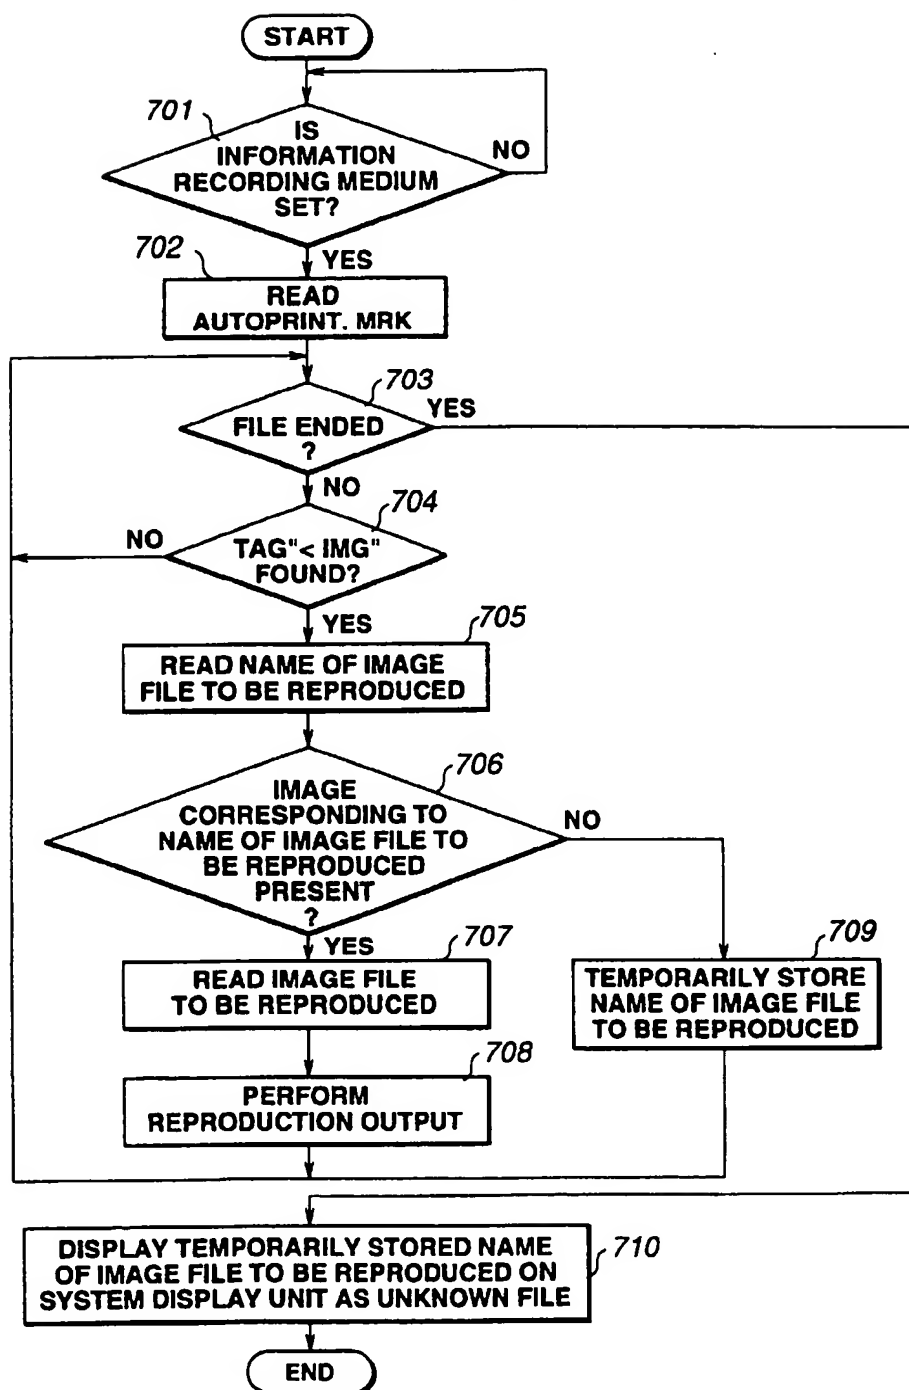 START
701
IS
INFORMATION
RECORDING MEDIUM
SET?
NO
YES
702
READ
AUTOPRINT. MRK
703
FILE ENDED
?
YES
NO
704
TAG"< IMG"
FOUND?
NO
YES
705
READ NAME OF IMAGE
FILE TO BE REPRODUCED
706
IMAGE
CORRESPONDING TO
NAME OF IMAGE FILE TO
BE REPRODUCED
PRESENT
?
NO
YES
707
READ IMAGE FILE
TO BE REPRODUCED
709
TEMPORARILY STORE
NAME OF IMAGE FILE
TO BE REPRODUCED
708
PERFORM
REPRODUCTION OUTPUT
710
DISPLAY TEMPORARILY STORED NAME
OF IMAGE FILE TO BE REPRODUCED ON
SYSTEM DISPLAY UNIT AS UNKNOWN FILE
END